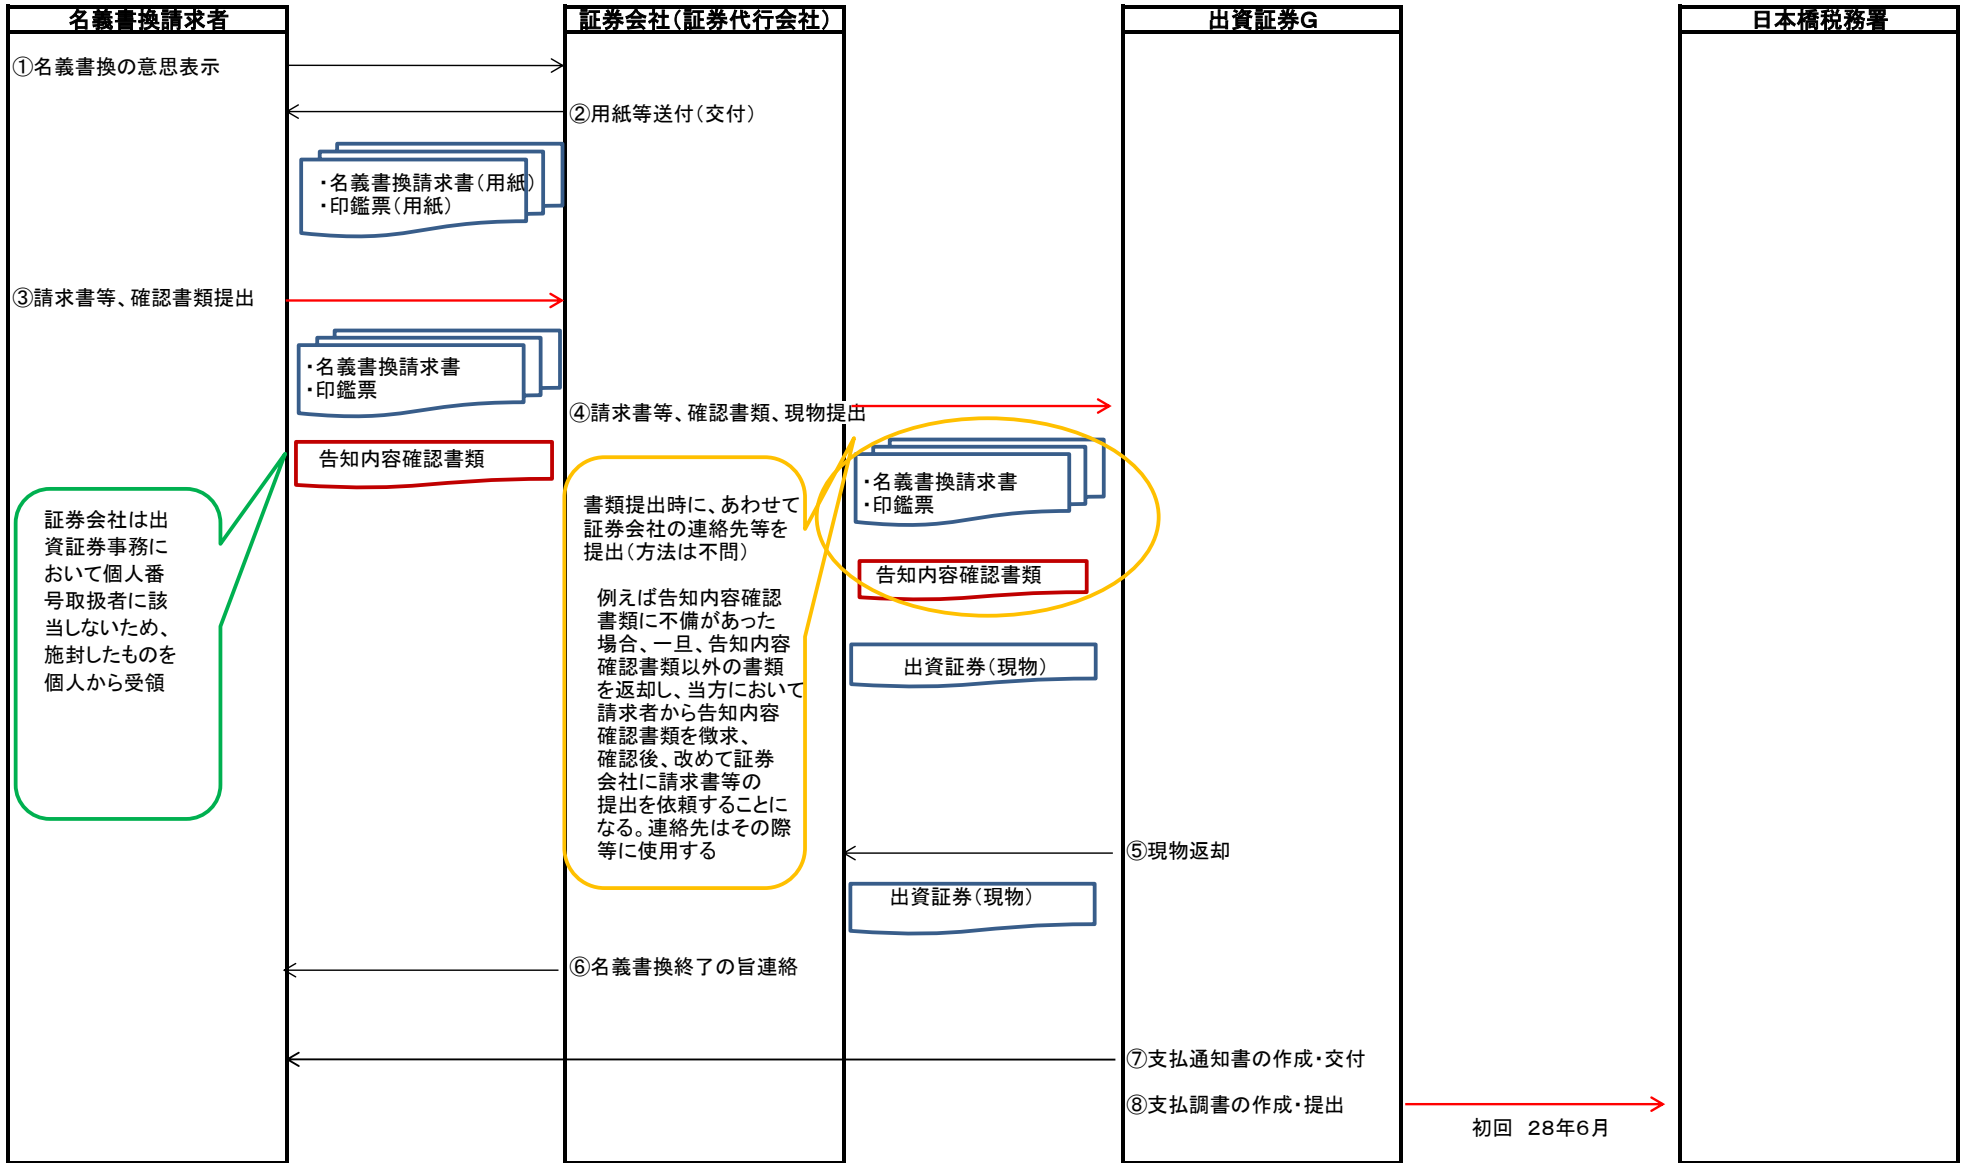 名義書換請求者
証券会社（証券代行会社）
出資証券G
日本橋税務署
①名義書換の意思表示
②用紙等送付（交付）
・名義書換請求書（用紙）
・印鑑票（用紙）
③請求書等、確認書類提出
・名義書換請求書
・印鑑票
④請求書等、確認書類、現物提出
告知内容確認書類
・名義書換請求書
・印鑑票
告知内容確認書類
出資証券（現物）
証券会社は出
資証券事務に
おいて個人番
号取扱者に該
当しないため、
施封したものを
個人から受領
書類提出時に、あわせて
証券会社の連絡先等を
提出（方法は不問）
例えば告知内容確認
書類に不備があった
場合、一旦、告知内容
確認書類以外の書類
を返却し、当方において
請求者から告知内容
確認書類を徴求、
確認後、改めて証券
会社に請求書等の
提出を依頼することに
なる。連絡先はその際
等に使用する
⑤現物返却
出資証券（現物）
⑥名義書換終了の旨連絡
⑦支払通知書の作成・交付
⑧支払調書の作成・提出
初回　28年6月